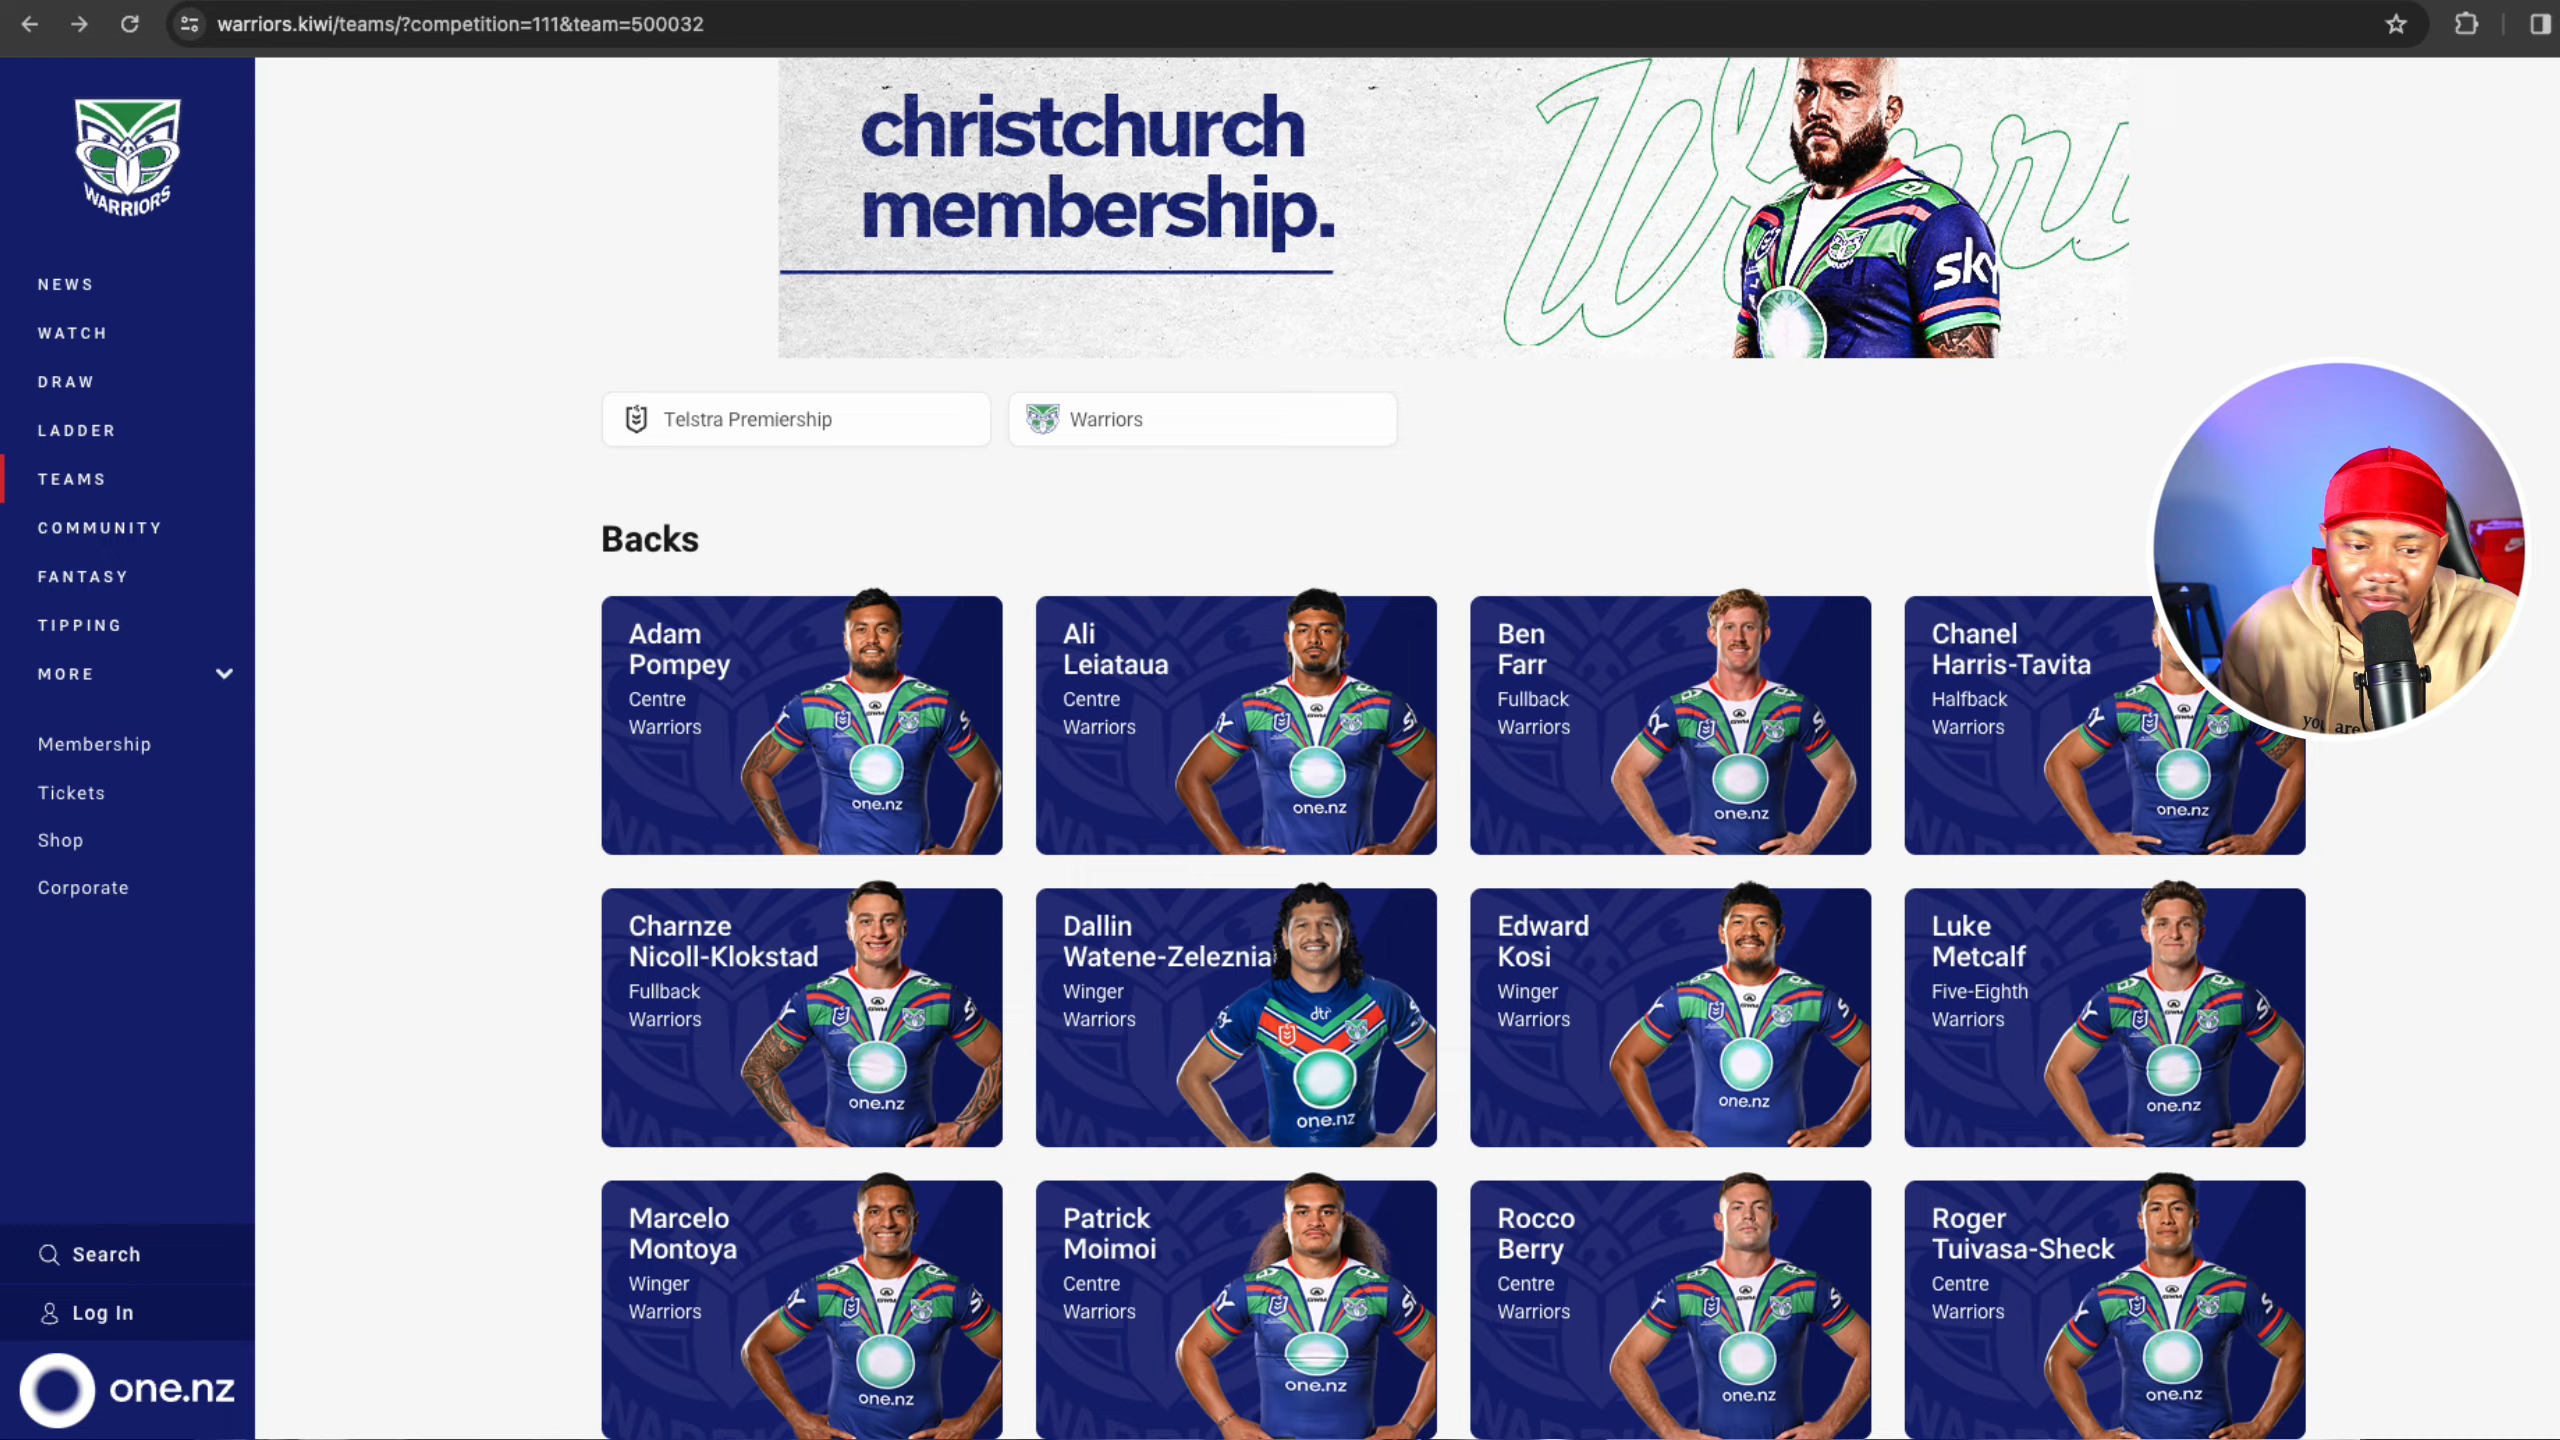 warriors.kiwi/teams/?competition=111&team=500032
WARRIORS
NEWS
WATCH
DRAW
LADDER
TEAMS
COMMUNITY
FANTASY
TIPPING
MORE
Membership
Tickets
Shop
Corporate
Search
Log In
one.nz
christchurch
membership.
sky
Telstra Premiership
Warriors
Backs
Adam
Pompey
Centre
Warriors
one.nz
Ali
Leiataua
Centre
Warriors
one.nz
Ben
Farr
Fullback
Warriors
one.nz
Chanel
Harris-Tavita
Halfback
Warriors
one.nz
you are
Charnze
Nicoll-Klokstad
Fullback
Warriors
one.nz
Dallin
Watene-Zelezniak
Winger
Warriors
dtr
one.nz
Edward
Kosi
Winger
Warriors
one.nz
Luke
Metcalf
Five-Eighth
Warriors
one.nz
Marcelo
Montoya
Winger
Warriors
one.nz
Patrick
Moimoi
Centre
Warriors
one.nz
Rocco
Berry
Centre
Warriors
one.nz
Roger
Tuivasa-Sheck
Centre
Warriors
one.nz